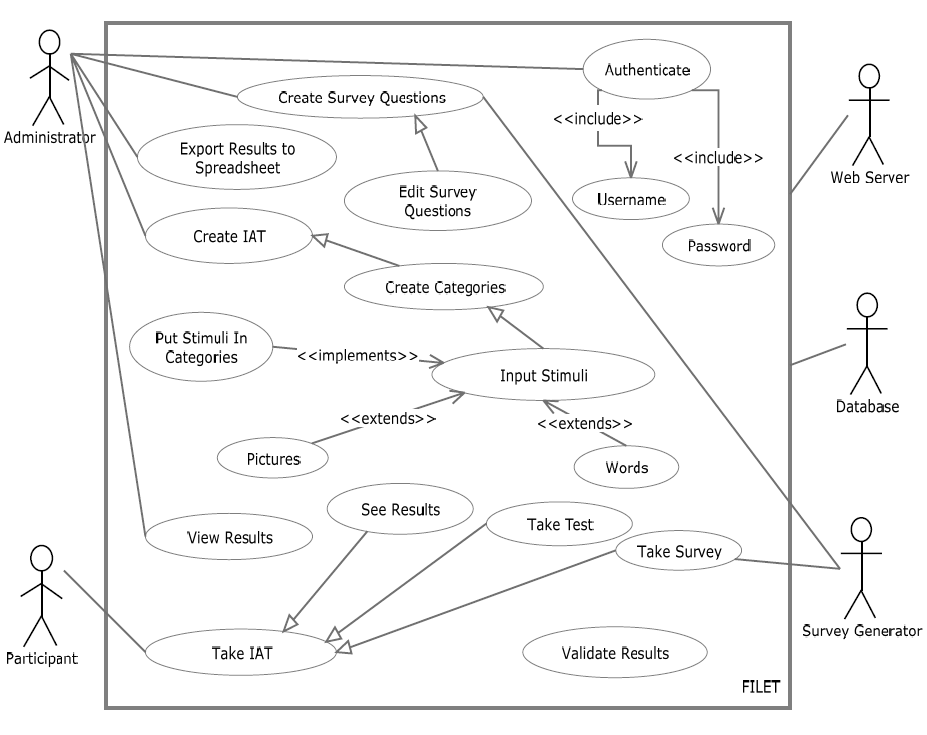 Administrator
Authenticate
Create Survey Questions
<<include>>
Export Results to
Spreadsheet
<<include>>
Web Server
Edit Survey
Questions
Username
Create IAT
Password
Create Categories
Put Stimuli In
Categories
<<implements>>
Input Stimuli
Database
<<extends>>
<<extends>>
Pictures
Words
See Results
Take Test
View Results
Take Survey
Survey Generator
Participant
Take IAT
Validate Results
FILET